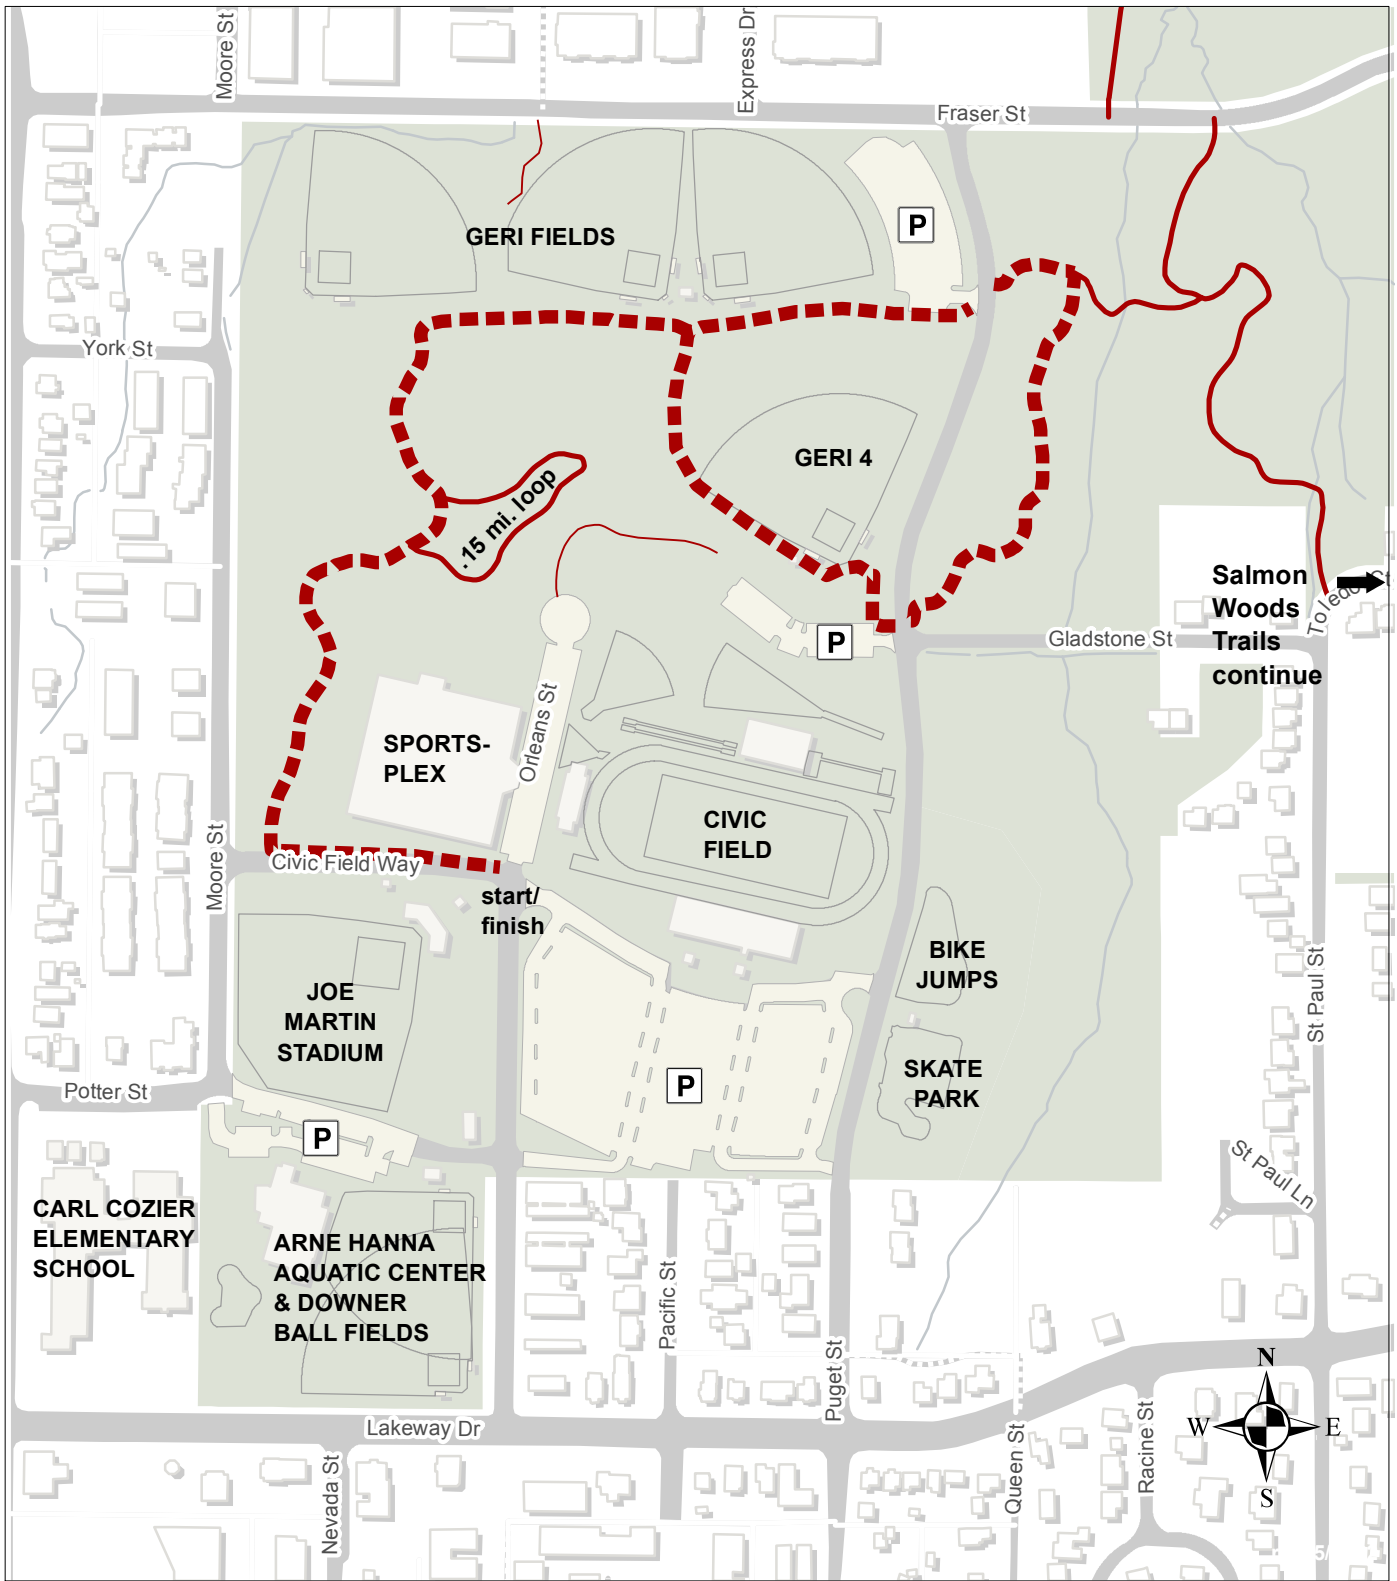 Moore St
Express Dr
Fraser St
P
GERI FIELDS
York St
GERI 4
.15 mi. loop
Salmon
Woods
Trails
continue
Toledo St
P
Gladstone St
Orleans St
SPORTS-
PLEX
CIVIC
FIELD
Moore St
Civic Field Way
start/
finish
BIKE
JUMPS
St Paul St
JOE
MARTIN
STADIUM
SKATE
PARK
P
Potter St
P
St Paul Ln
CARL COZIER
ELEMENTARY
SCHOOL
ARNE HANNA
AQUATIC CENTER
& DOWNER
BALL FIELDS
Pacific St
Puget St
N
W
E
S
Lakeway Dr
Nevada St
Queen St
Racine St